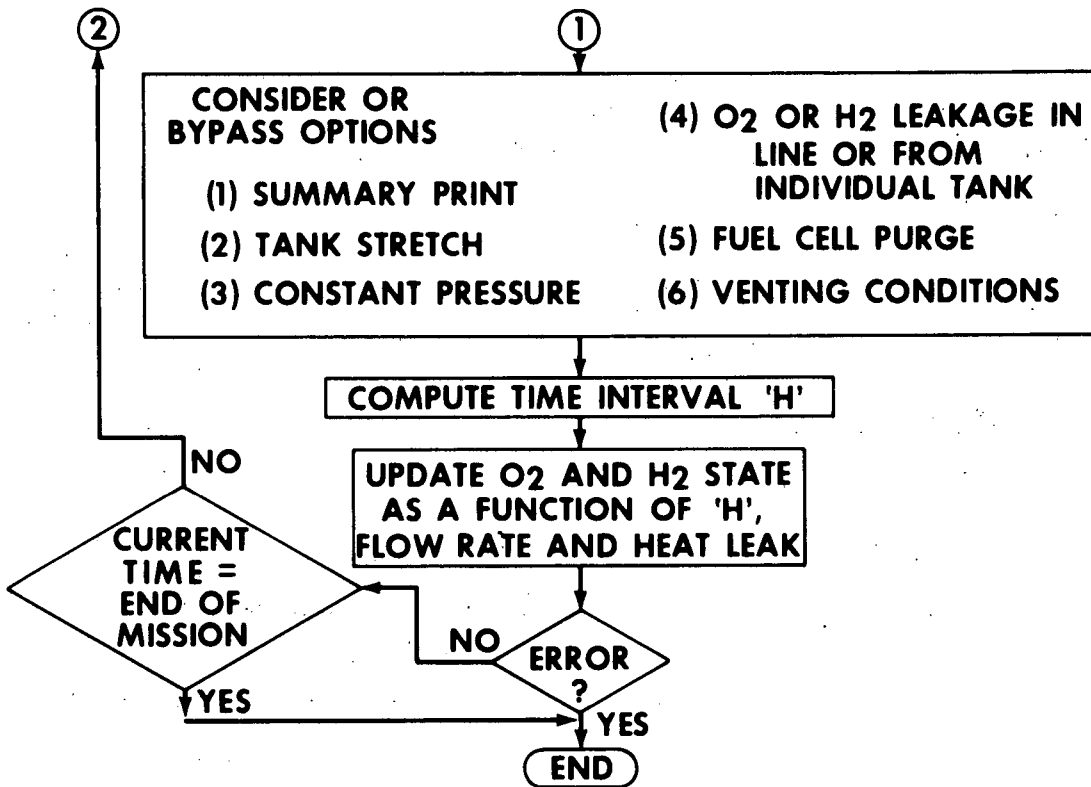 2
1
CONSIDER OR
BYPASS OPTIONS
(1) SUMMARY PRINT
(2) TANK STRETCH
(3) CONSTANT PRESSURE
(4) O2 OR H2 LEAKAGE IN
LINE OR FROM
INDIVIDUAL TANK
(5) FUEL CELL PURGE
(6) VENTING CONDITIONS
COMPUTE TIME INTERVAL 'H'
UPDATE O2 AND H2 STATE
AS A FUNCTION OF 'H',
FLOW RATE AND HEAT LEAK
NO
CURRENT
TIME =
END OF
MISSION
YES
NO
ERROR
?
YES
END